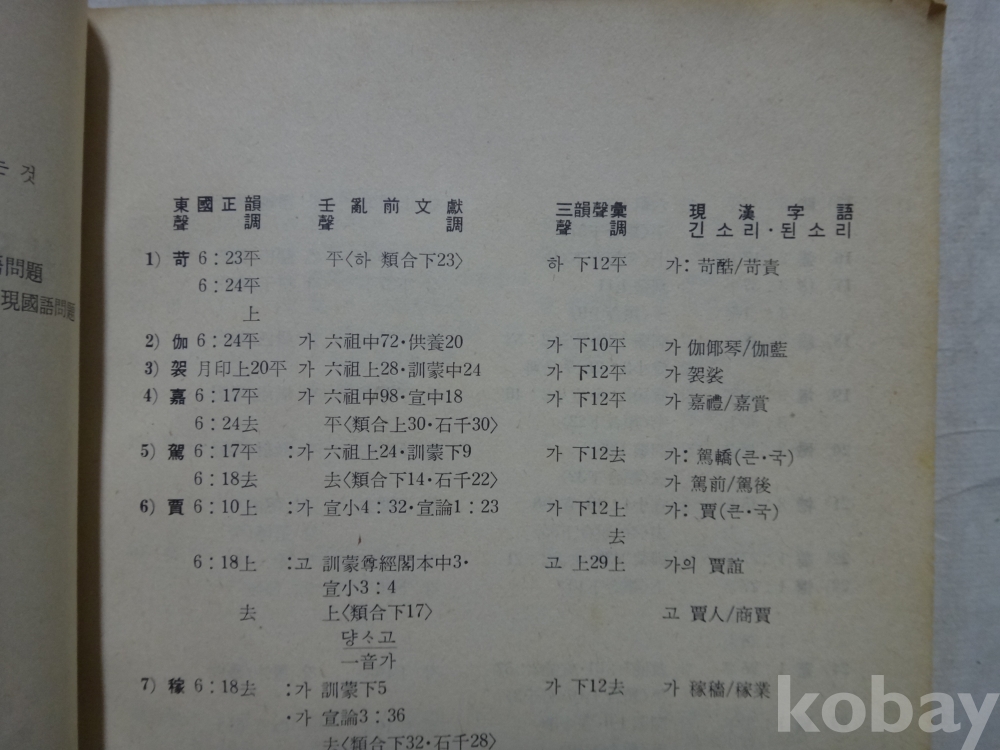 는 것
語問題
現國語問題
東國正韻 壬亂前文獻 三韻聲彙 現漢字語
聲調 聲調 聲調 긴소리·된소리
1) 苛 6：23平 平〈하 類合下23〉 하 下12平 가: 苛酷/苛責
6：24平
上
2) 伽 6：24平 가 六祖中72·供養20 가 下10平 가 伽倻琴/伽藍
3) 袈 月印上20平 가 六祖上28·訓蒙中24 가 下12平 가 袈裟
4) 嘉 6：17平 가 六祖中98·宣中18 가 下12平 가 嘉禮/嘉賞
6：24去 平〈類合上30·石千30〉
5) 駕 6：17平 :가 六祖上24·訓蒙下9 가 下12去 가: 駕轎(큰·국)
6：18去 去〈類合下14·石千22〉 가 駕前/駕後
6) 賈 6：10上 :가 宣小4：32·宣論1：23 가 下12上 가: 賈(큰·국)
去
6：18上 :고 訓蒙尊經閣本中3· 고 上29上 가의 賈誼
宣小3：4
去 上〈類合下17〉 고 賈人/商賈
고
一音가
7) 稼 6：18去 :가 訓蒙下5 가 下12去 가 稼穡/稼業
·가 宣論3：36
去〈類合下32·石千28〉
kobay